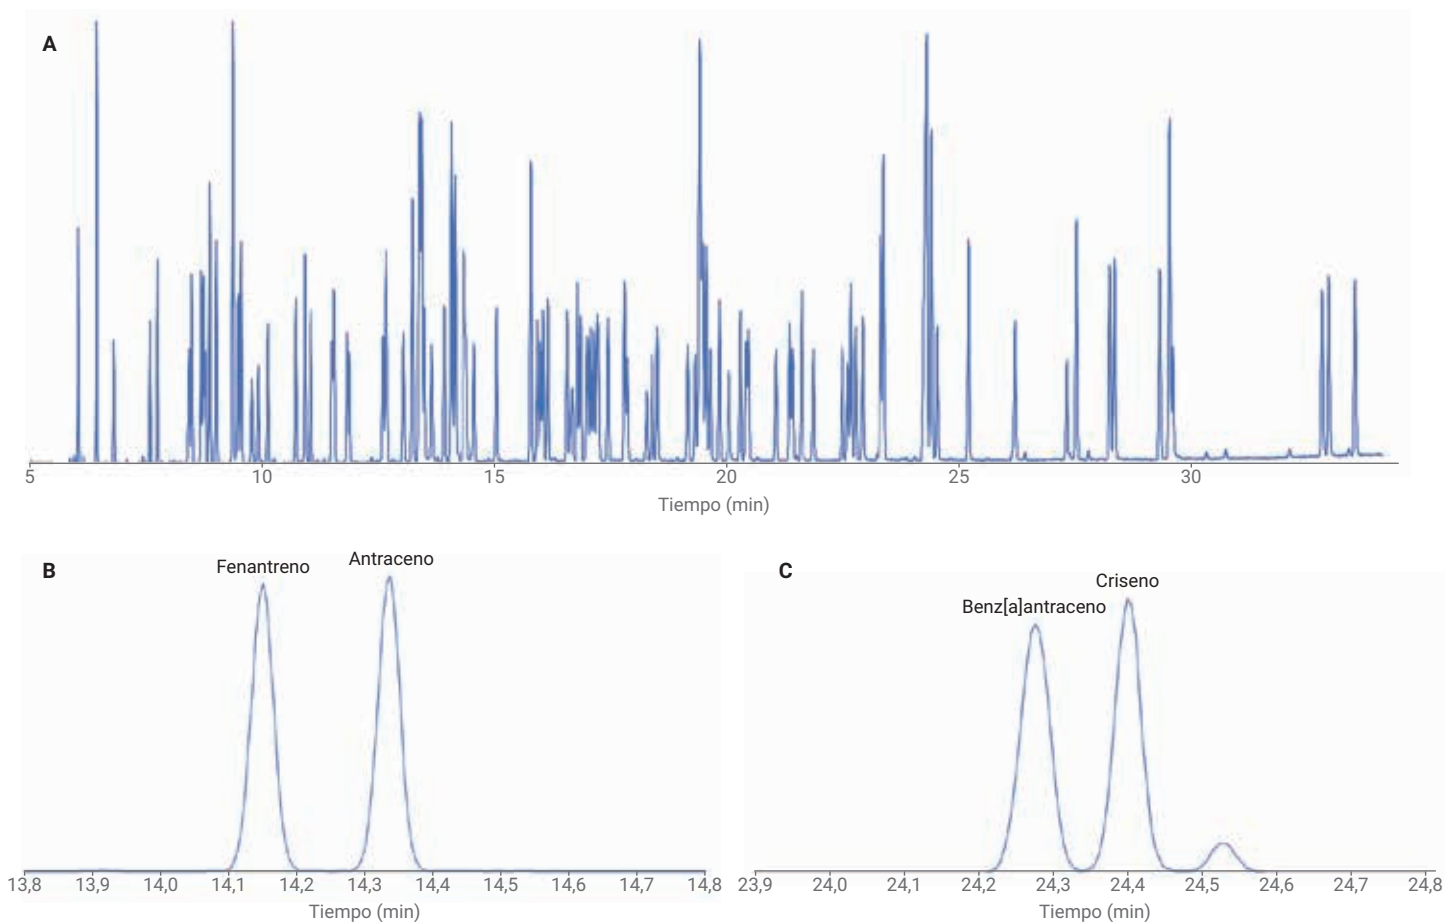 A
5 10 15 20 25 30
Tiempo (min)
B
Fenantreno
Antraceno
13,8 13,9 14,0 14,1 14,2 14,3 14,4 14,5 14,6 14,7 14,8
Tiempo (min)
C
Criseno
Benz[a]antraceno
23,9 24,0 24,1 24,2 24,3 24,4 24,5 24,6 24,7 24,8
Tiempo (min)